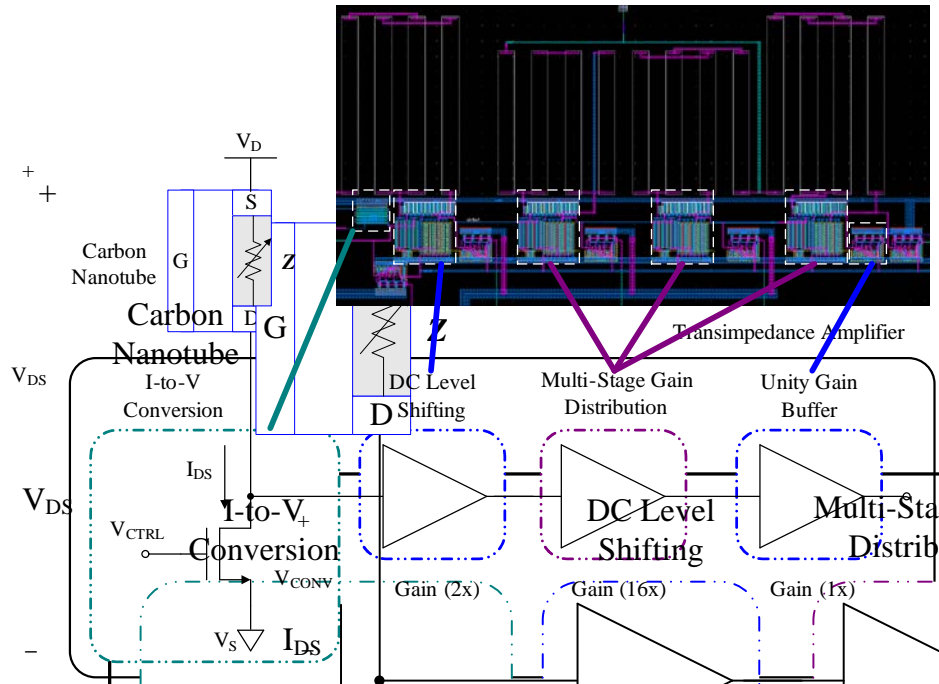 V_D
+
+
S
Carbon
Nanotube
G
Z
D
Carbon
Nanotube
G
Z
D
Transimpedance Amplifier
V_DS
I-to-V
Conversion
DC Level
Shifting
Multi-Stage Gain
Distribution
Unity Gain
Buffer
I_DS
V_DS
I-to-V
Conversion
+
DC Level
Shifting
Multi-Sta
Distrib
V_CTRL
V_CONV
Gain (2x)
Gain (16x)
Gain (1x)
V_S
I_DS
-
−